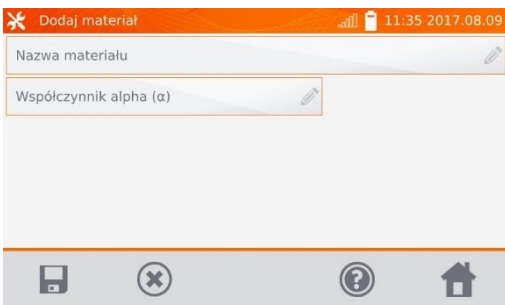 Dodaj materiał 11:35 2017.08.09
Nazwa materiału
Współczynnik alpha (α)